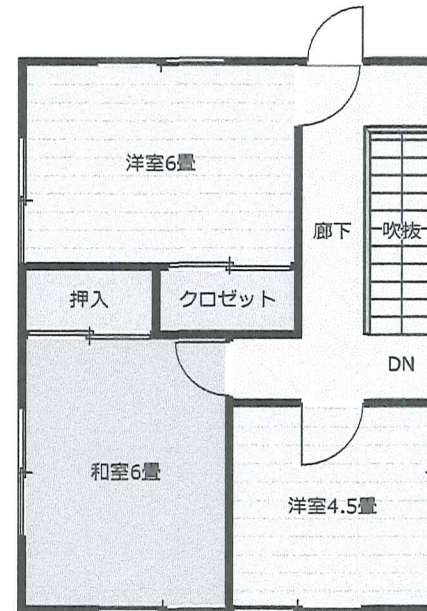 洋室6畳
廊下
吹抜
押入
クロゼット
DN
和室6畳
洋室4.5畳